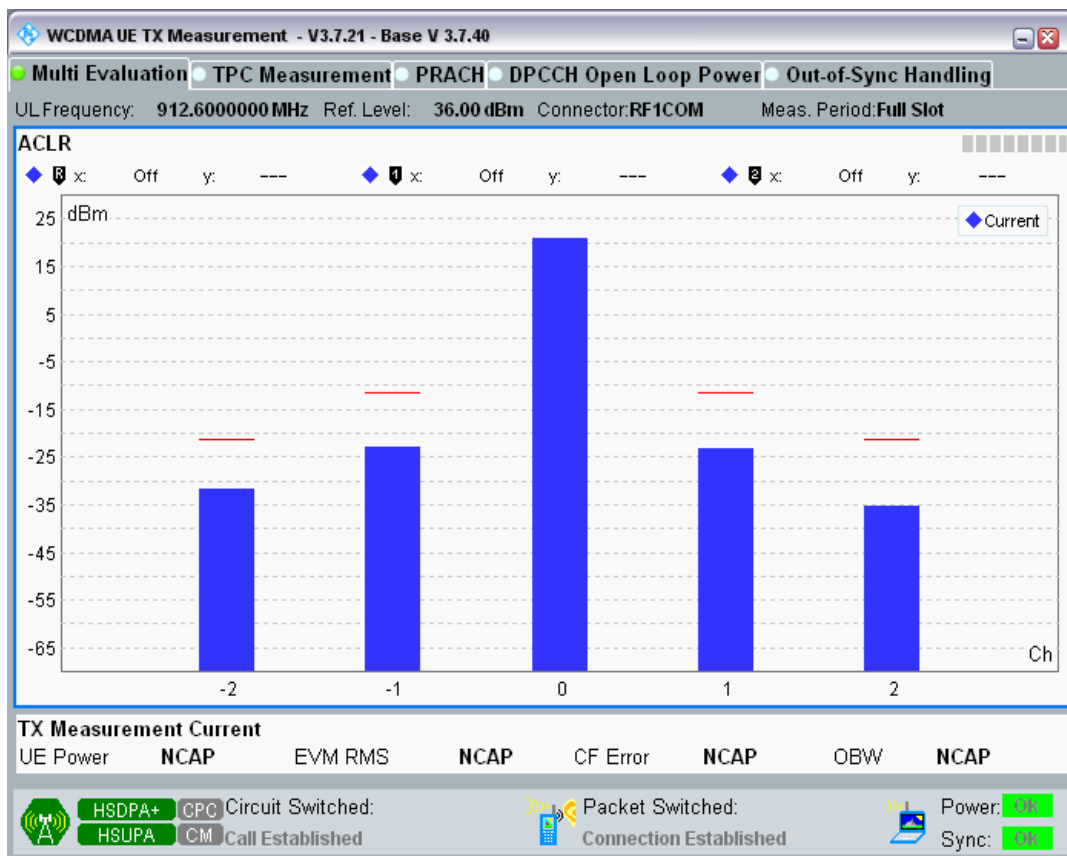 WCDMA UE TX Measurement - V3.7.21 - Base V 3.7.40
Multi Evaluation TPC Measurement PRACH DPCCH Open Loop Power Out-of-Sync Handling
UL Frequency: 912.6000000 MHz Ref. Level: 36.00 dBm Connector:RF1COM Meas. Period:Full Slot
ACLR
R x: Off y: --- 1 x: Off y: --- 2 x: Off y: ---
dBm
Current
25
15
5
-5
-15
-25
-35
-45
-55
-65
Ch
-2 -1 0 1 2
TX Measurement Current
UE Power NCAP EVM RMS NCAP CF Error NCAP OBW NCAP
HSDPA+ CPC Circuit Switched: Packet Switched: Power: Ok
HSUPA CM Call Established Connection Established Sync: Ok